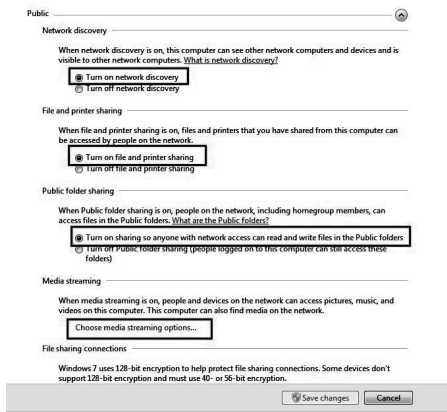 Public
Network discovery
When network discovery is on, this computer can see other network computers and devices and is
visible to other network computers. What is network discovery?
Turn on network discovery
Turn off network discovery
File and printer sharing
When file and printer sharing is on, files and printers that you have shared from this computer can
be accessed by people on the network.
Turn on file and printer sharing
Turn off file and printer sharing
Public folder sharing
When Public folder sharing is on, people on the network, including homegroup members, can
access files in the Public folders. What are the Public folders?
Turn on sharing so anyone with network access can read and write files in the Public folders
Turn off Public folder sharing (people logged on to this computer can still access these
folders)
Media streaming
When media streaming is on, people and devices on the network can access pictures, music, and
videos on this computer. This computer can also find media on the network.
Choose media streaming options...
File sharing connections
Windows 7 uses 128-bit encryption to help protect file sharing connections. Some devices don't
support 128-bit encryption and must use 40- or 56-bit encryption.
Save changes Cancel